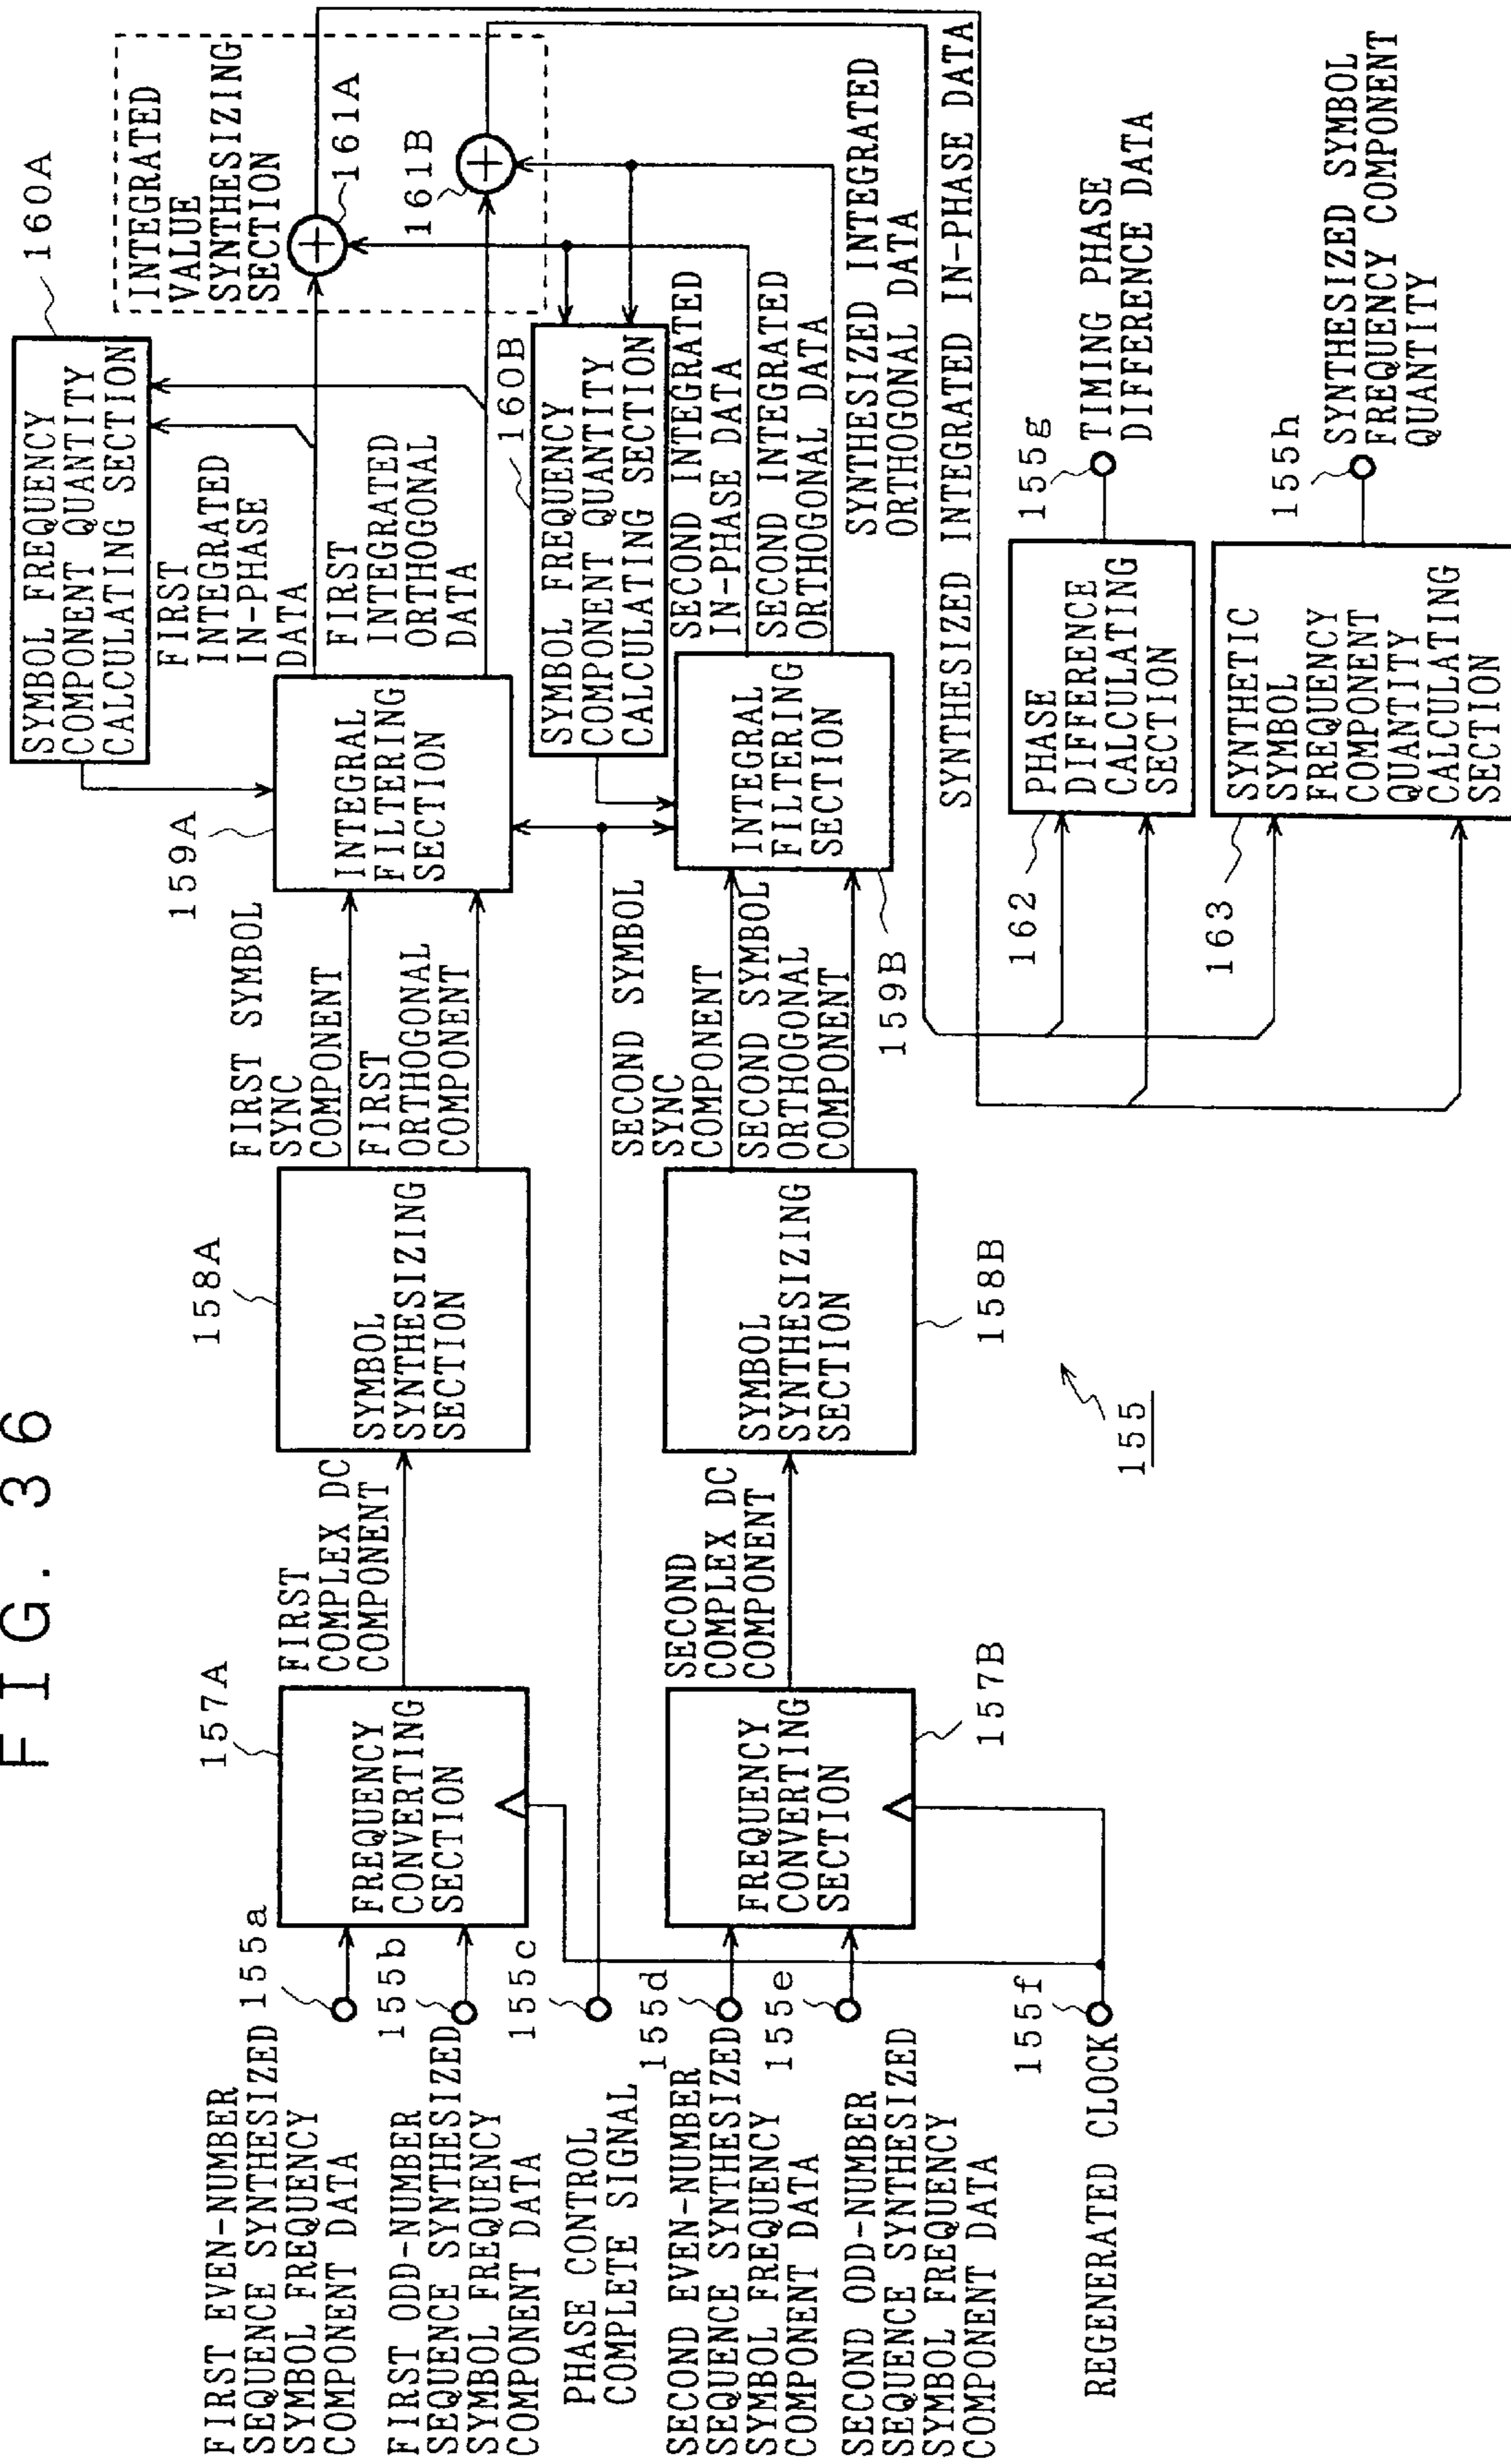 FIG. 36
FIRST EVEN-NUMBER
SEQUENCE SYNTHESIZED
SYMBOL FREQUENCY
COMPONENT DATA
155a
FIRST ODD-NUMBER
SEQUENCE SYNTHESIZED
SYMBOL FREQUENCY
COMPONENT DATA
155b
PHASE CONTROL
COMPLETE SIGNAL
155c
SECOND EVEN-NUMBER
SEQUENCE SYNTHESIZED
SYMBOL FREQUENCY
COMPONENT DATA
155d
SECOND ODD-NUMBER
SEQUENCE SYNTHESIZED
SYMBOL FREQUENCY
COMPONENT DATA
155e
REGENERATED CLOCK
155f
157A
FREQUENCY
CONVERTING
SECTION
FREQUENCY
CONVERTING
SECTION
157B
FIRST
COMPLEX DC
COMPONENT
SECOND
COMPLEX DC
COMPONENT
158A
SYMBOL
SYNTHESIZING
SECTION
SYMBOL
SYNTHESIZING
SECTION
158B
155
FIRST SYMBOL
SYNC
COMPONENT
FIRST
ORTHOGONAL
COMPONENT
SECOND SYMBOL
SYNC
COMPONENT
SECOND SYMBOL
ORTHOGONAL
COMPONENT
159A
INTEGRAL
FILTERING
SECTION
INTEGRAL
FILTERING
SECTION
159B
160A
SYMBOL FREQUENCY
COMPONENT QUANTITY
CALCULATING SECTION
FIRST
INTEGRATED
IN-PHASE
DATA
FIRST
INTEGRATED
ORTHOGONAL
DATA
160B
SYMBOL FREQUENCY
COMPONENT QUANTITY
CALCULATING SECTION
SECOND INTEGRATED
IN-PHASE DATA
SECOND INTEGRATED
ORTHOGONAL DATA
INTEGRATED
VALUE
SYNTHESIZING
SECTION
161A
161B
SYNTHESIZED INTEGRATED
ORTHOGONAL DATA
SYNTHESIZED INTEGRATED IN-PHASE DATA
162
PHASE
DIFFERENCE
CALCULATING
SECTION
155g
TIMING PHASE
DIFFERENCE DATA
163
SYNTHETIC
SYMBOL
FREQUENCY
COMPONENT
QUANTITY
CALCULATING
SECTION
155h
SYNTHESIZED SYMBOL
FREQUENCY COMPONENT
QUANTITY